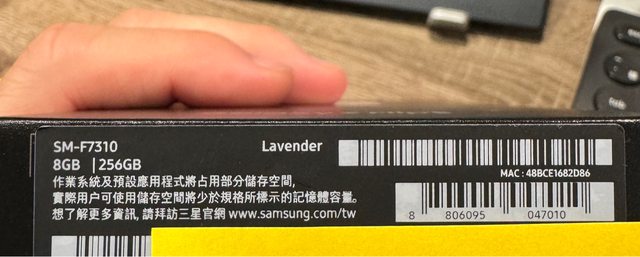 SM-F7310 Lavender
8GB | 256GB
MAC : 48BCE1682D86
作業系統及預設應用程式將占用部分儲存空間,
實際用戶可使用儲存空間將少於規格所標示的記憶體容量。
想了解更多資訊, 請拜訪三星官網 www.samsung.com/tw
8 806095 047010